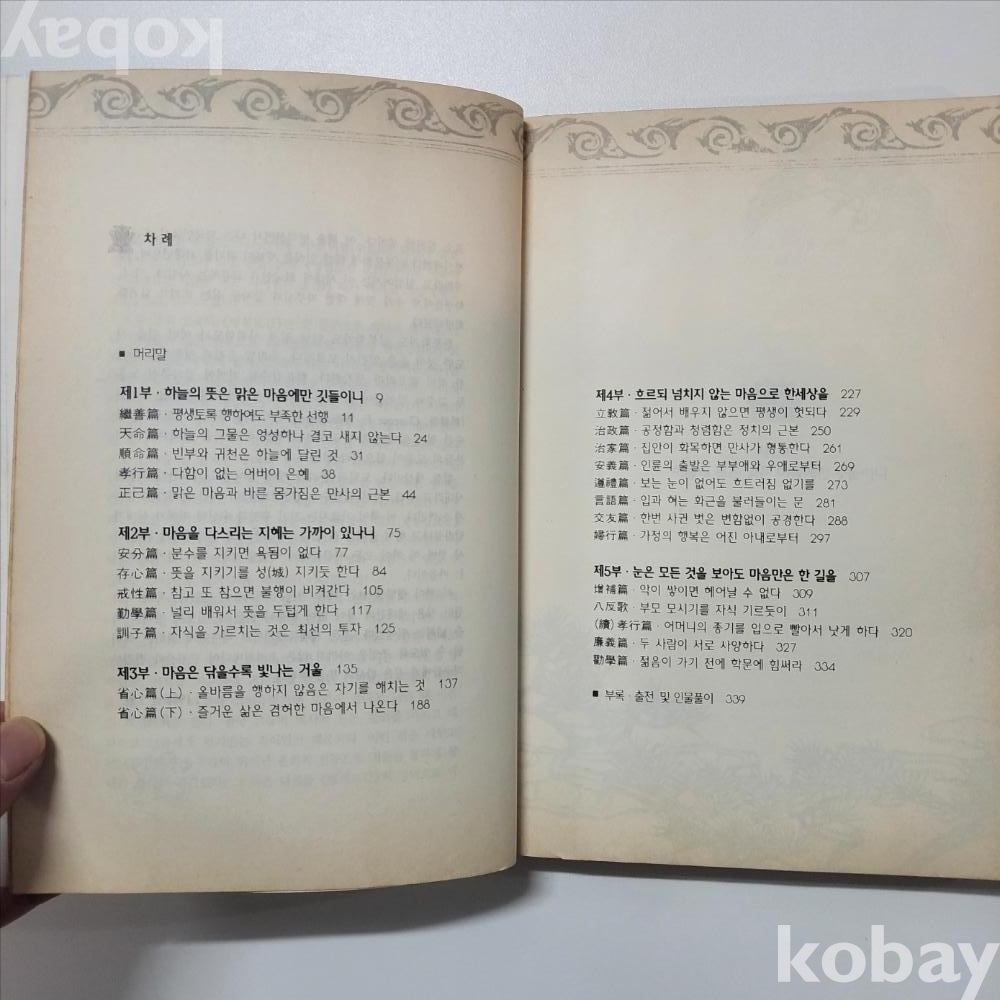 kobay
차 례
■ 머리말
제1부 · 하늘의 뜻은 맑은 마음에만 깃들이니 9
繼善篇 · 평생토록 행하여도 부족한 선행 11
天命篇 · 하늘의 그물은 엉성하나 결코 새지 않는다 24
順命篇 · 빈부와 귀천은 하늘에 달린 것 31
孝行篇 · 다함이 없는 어버이 은혜 38
正己篇 · 맑은 마음과 바른 몸가짐은 만사의 근본 44
제2부 · 마음을 다스리는 지혜는 가까이 있나니 75
安分篇 · 분수를 지키면 욕됨이 없다 77
存心篇 · 뜻을 지키기를 성(城) 지키듯 한다 84
戒性篇 · 참고 또 참으면 불행이 비켜간다 105
勤學篇 · 널리 배워서 뜻을 두텁게 한다 117
訓子篇 · 자식을 가르치는 것은 최선의 투자 125
제3부 · 마음은 닦을수록 빛나는 거울 135
省心篇(上) · 올바름을 행하지 않음은 자기를 해치는 것 137
省心篇(下) · 즐거운 삶은 겸허한 마음에서 나온다 188
제4부 · 흐르되 넘치지 않는 마음으로 한세상을 227
立敎篇 · 젊어서 배우지 않으면 평생이 헛되다 229
治政篇 · 공정함과 청렴함은 정치의 근본 250
治家篇 · 집안이 화목하면 만사가 형통한다 261
安義篇 · 인륜의 출발은 부부애와 우애로부터 269
遵禮篇 · 보는 눈이 없어도 흐트러짐 없기를 273
言語篇 · 입과 혀는 화근을 불러들이는 문 281
交友篇 · 한번 사귄 벗은 변함없이 공경한다 288
婦行篇 · 가정의 행복은 어진 아내로부터 297
제5부 · 눈은 모든 것을 보아도 마음만은 한 길을 307
增補篇 · 악이 쌓이면 헤어날 수 없다 309
八反歌 · 부모 모시기를 자식 기르듯이 311
(續)孝行篇 · 어머니의 종기를 입으로 빨아서 낫게 하다 320
廉義篇 · 두 사람이 서로 사양하다 327
勸學篇 · 젊음이 가기 전에 학문에 힘써라 334
■ 부록 · 출전 및 인물풀이 339
kobay